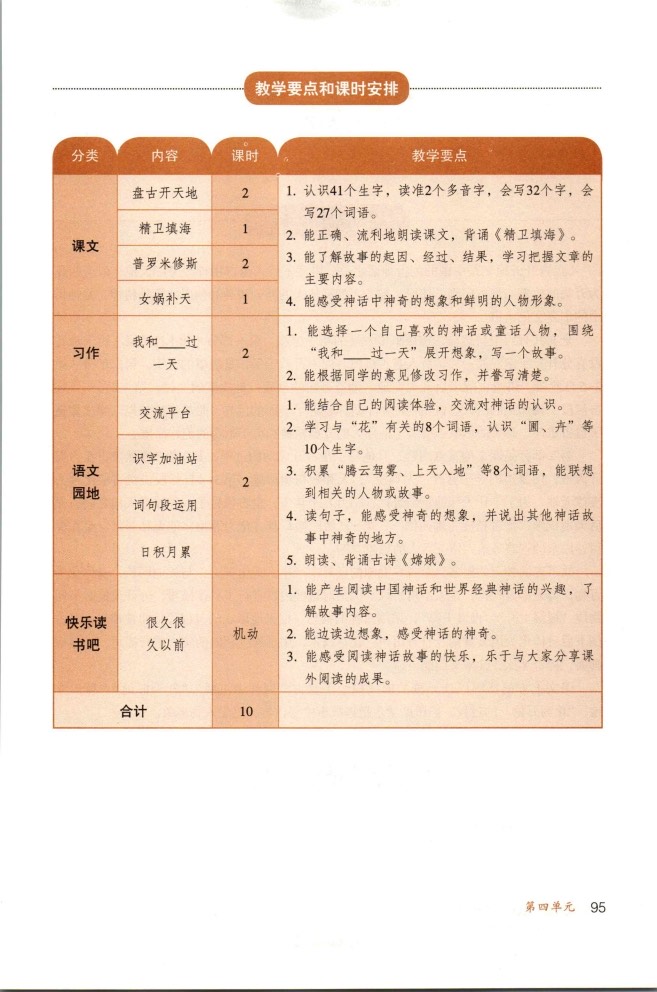 教学要点和课时安排
分类 内容 课时 教学要点
课文
盘古开天地 2
精卫填海 1
普罗米修斯 2
女娲补天 1
1. 认识41个生字，读准2个多音字，会写32个字，会
写27个词语。
2. 能正确、流利地朗读课文，背诵《精卫填海》。
3. 能了解故事的起因、经过、结果，学习把握文章的
主要内容。
4. 能感受神话中神奇的想象和鲜明的人物形象。
习作
我和____过
一天
2
1. 能选择一个自己喜欢的神话或童话人物，围绕
“我和____过一天”展开想象，写一个故事。
2. 能根据同学的意见修改习作，并誊写清楚。
语文
园地
交流平台
识字加油站
词句段运用
日积月累
2
1. 能结合自己的阅读体验，交流对神话的认识。
2. 学习与“花”有关的8个词语，认识“圃、卉”等
10个生字。
3. 积累“腾云驾雾、上天入地”等8个词语，能联想
到相关的人物或故事。
4. 读句子，能感受神奇的想象，并说出其他神话故
事中神奇的地方。
5. 朗读、背诵古诗《嫦娥》。
快乐读
书吧
很久很
久以前
机动
1. 能产生阅读中国神话和世界经典神话的兴趣，了
解故事内容。
2. 能边读边想象，感受神话的神奇。
3. 能感受阅读神话故事的快乐，乐于与大家分享课
外阅读的成果。
合计 10
第四单元 95